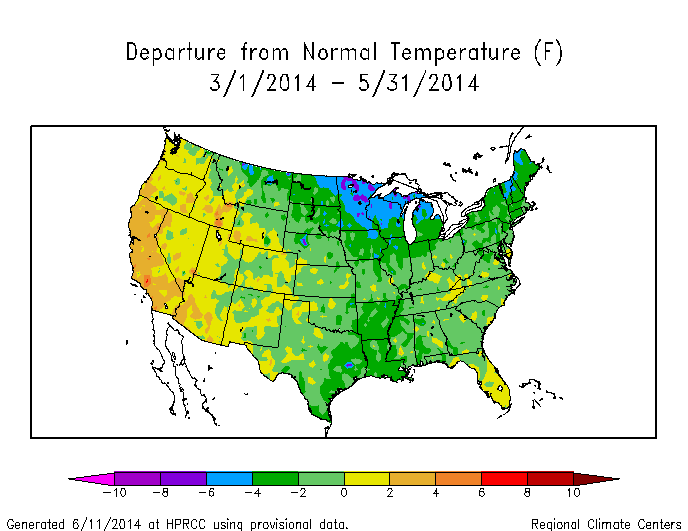 Departure from Normal Temperature (F)
3/1/2014 - 5/31/2014
-10 -8 -6 -4 -2 0 2 4 6 8 10
Generated 6/11/2014 at HPRCC using provisional data. Regional Climate Centers